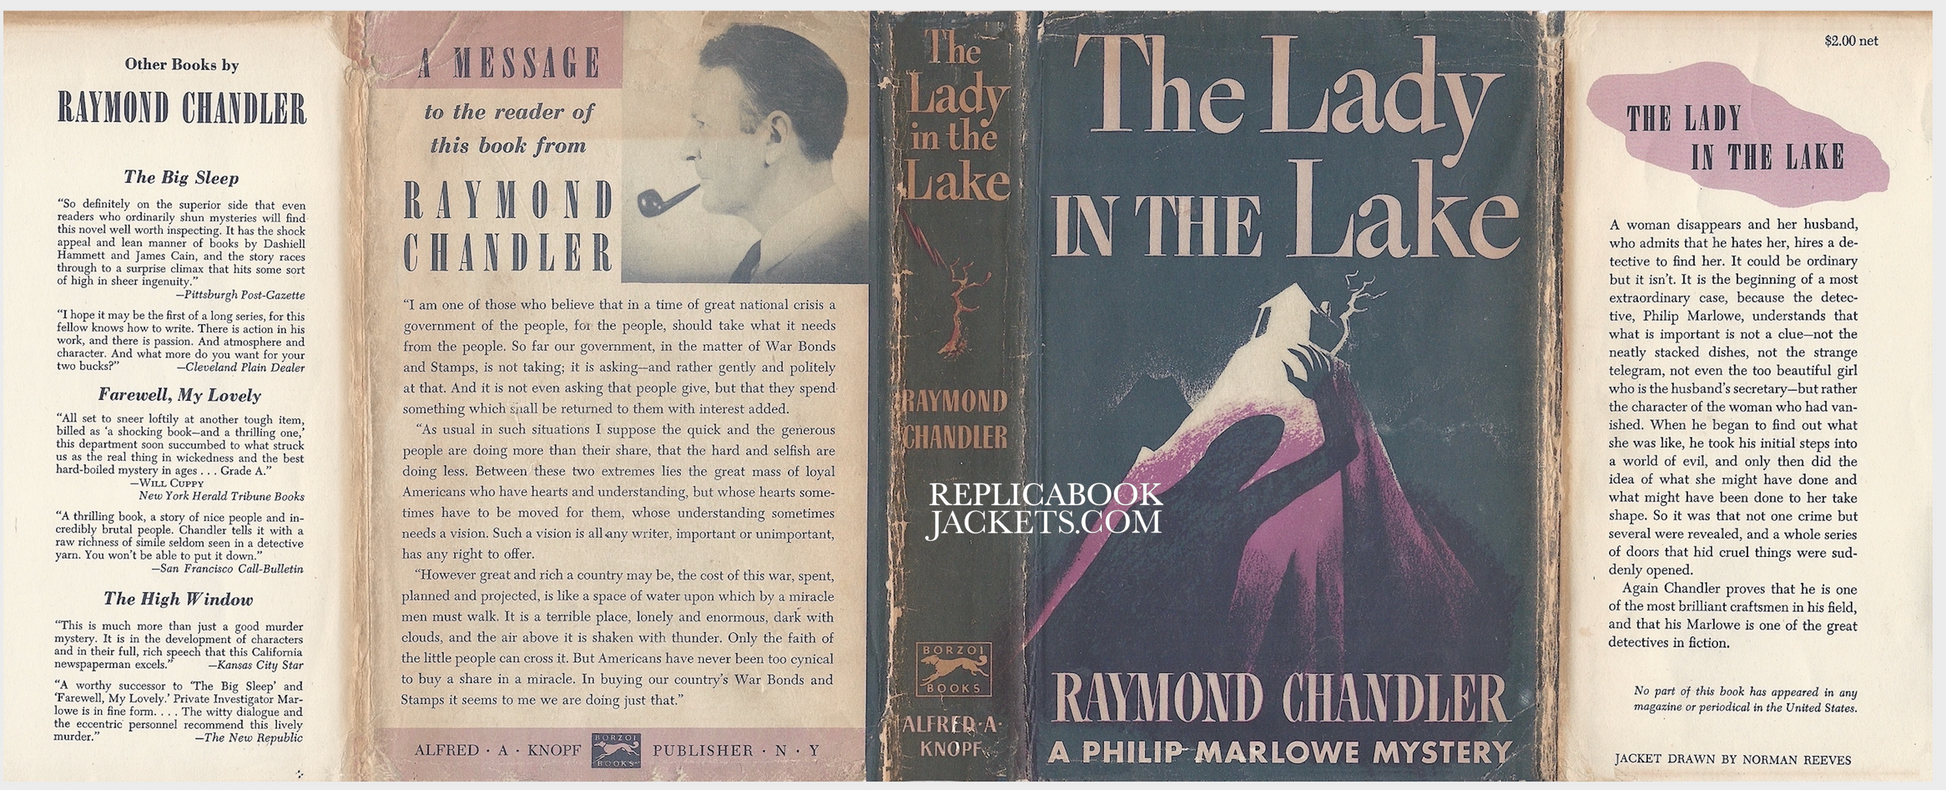 Other Books by
RAYMOND CHANDLER
The Big Sleep
“So definitely on the superior side that even
readers who ordinarily shun mysteries will find
this novel well worth inspecting. It has the shock
appeal and lean manner of books by Dashiell
Hammett and James Cain, and the story races
through to a surprise climax that hits some sort
of high in sheer ingenuity.”
—Pittsburgh Post-Gazette
“I hope it may be the first of a long series, for this
fellow knows how to write. There is action in his
work, and there is passion. And atmosphere and
character. And what more do you want for your
two bucks?” —Cleveland Plain Dealer
Farewell, My Lovely
“All set to sneer loftily at another tough item,
billed as ‘a shocking book—and a thrilling one,’
this department soon succumbed to what struck
us as the real thing in wickedness and the best
hard-boiled mystery in ages . . . Grade A.”
—WILL CUPPY
New York Herald Tribune Books
“A thrilling book, a story of nice people and in-
credibly brutal people. Chandler tells it with a
raw richness of simile seldom seen in a detective
yarn. You won’t be able to put it down.”
—San Francisco Call-Bulletin
The High Window
“This is much more than just a good murder
mystery. It is in the development of characters
and in their full, rich speech that this California
newspaperman excels.” —Kansas City Star
“A worthy successor to ‘The Big Sleep’ and
‘Farewell, My Lovely.’ Private Investigator Mar-
lowe is in fine form. . . . The witty dialogue and
the eccentric personnel recommend this lively
murder.” —The New Republic
A MESSAGE
to the reader of
this book from
RAYMOND
CHANDLER
“I am one of those who believe that in a time of great national crisis a
government of the people, for the people, should take what it needs
from the people. So far our government, in the matter of War Bonds
and Stamps, is not taking; it is asking—and rather gently and politely
at that. And it is not even asking that people give, but that they spend
something which shall be returned to them with interest added.
“As usual in such situations I suppose the quick and the generous
people are doing more than their share, that the hard and selfish are
doing less. Between these two extremes lies the great mass of loyal
Americans who have hearts and understanding, but whose hearts some-
times have to be moved for them, whose understanding sometimes
needs a vision. Such a vision is all any writer, important or unimportant,
has any right to offer.
“However great and rich a country may be, the cost of this war, spent,
planned and projected, is like a space of water upon which by a miracle
men must walk. It is a terrible place, lonely and enormous, dark with
clouds, and the air above it is shaken with thunder. Only the faith of
the little people can cross it. But Americans have never been too cynical
to buy a share in a miracle. In buying our country’s War Bonds and
Stamps it seems to me we are doing just that.”
ALFRED · A · KNOPF BORZOI BOOKS PUBLISHER · N · Y
The
Lady
in the
Lake
RAYMOND
CHANDLER
BORZOI
BOOKS
ALFRED·A·
KNOPF
The Lady
IN THE Lake
REPLICABOOK
JACKETS.COM
RAYMOND CHANDLER
A PHILIP MARLOWE MYSTERY
$2.00 net
THE LADY
IN THE LAKE
A woman disappears and her husband,
who admits that he hates her, hires a de-
tective to find her. It could be ordinary
but it isn’t. It is the beginning of a most
extraordinary case, because the detec-
tive, Philip Marlowe, understands that
what is important is not a clue—not the
neatly stacked dishes, not the strange
telegram, not even the too beautiful girl
who is the husband’s secretary—but rather
the character of the woman who had van-
ished. When he began to find out what
she was like, he took his initial steps into
a world of evil, and only then did the
idea of what she might have done and
what might have been done to her take
shape. So it was that not one crime but
several were revealed, and a whole series
of doors that hid cruel things were sud-
denly opened.
Again Chandler proves that he is one
of the most brilliant craftsmen in his field,
and that his Marlowe is one of the great
detectives in fiction.
No part of this book has appeared in any
magazine or periodical in the United States.
JACKET DRAWN BY NORMAN REEVES